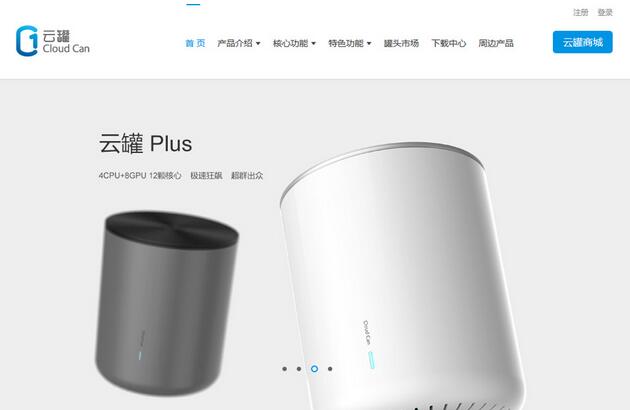 注册 登录
云罐
Cloud Can
首 页 产品介绍 核心功能 特色功能 罐头市场 下载中心 周边产品
云罐商城
云罐 Plus
4CPU+8GPU 12颗核心 极速狂飙 超群出众
Cloud Can